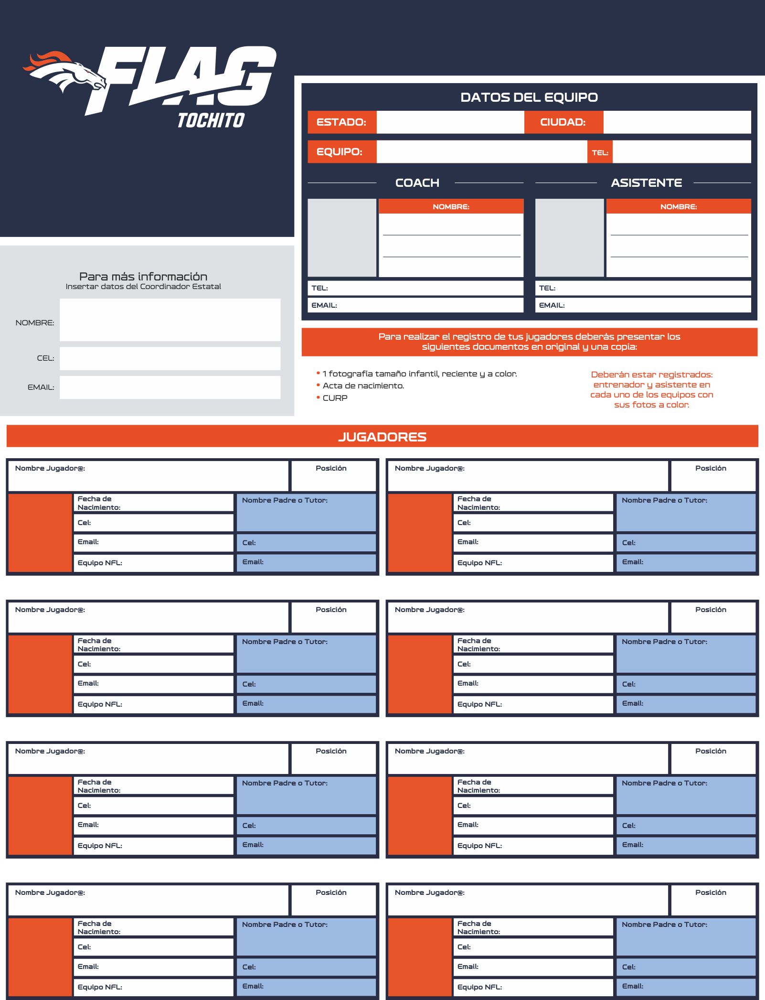 FLAG
TOCHITO
DATOS DEL EQUIPO
ESTADO:
CIUDAD:
EQUIPO:
TEL:
COACH
ASISTENTE
NOMBRE:
NOMBRE:
TEL:
TEL:
EMAIL:
EMAIL:
Para más información
Insertar datos del Coordinador Estatal
NOMBRE:
CEL:
EMAIL:
Para realizar el registro de tus jugadores deberás presentar los
siguientes documentos en original y una copia:
• 1 fotografía tamaño infantil, reciente y a color.
• Acta de nacimiento.
• CURP
Deberán estar registrados:
entrenador y asistente en
cada uno de los equipos con
sus fotos a color.
JUGADORES
Nombre Jugador@:
Posición
Fecha de
Nacimiento:
Cel:
Email:
Equipo NFL:
Nombre Padre o Tutor:
Cel:
Email:
Nombre Jugador@:
Posición
Fecha de
Nacimiento:
Cel:
Email:
Equipo NFL:
Nombre Padre o Tutor:
Cel:
Email:
Nombre Jugador@:
Posición
Fecha de
Nacimiento:
Cel:
Email:
Equipo NFL:
Nombre Padre o Tutor:
Cel:
Email:
Nombre Jugador@:
Posición
Fecha de
Nacimiento:
Cel:
Email:
Equipo NFL:
Nombre Padre o Tutor:
Cel:
Email:
Nombre Jugador@:
Posición
Fecha de
Nacimiento:
Cel:
Email:
Equipo NFL:
Nombre Padre o Tutor:
Cel:
Email:
Nombre Jugador@:
Posición
Fecha de
Nacimiento:
Cel:
Email:
Equipo NFL:
Nombre Padre o Tutor:
Cel:
Email:
Nombre Jugador@:
Posición
Fecha de
Nacimiento:
Cel:
Email:
Equipo NFL:
Nombre Padre o Tutor:
Cel:
Email:
Nombre Jugador@:
Posición
Fecha de
Nacimiento:
Cel:
Email:
Equipo NFL:
Nombre Padre o Tutor:
Cel:
Email: